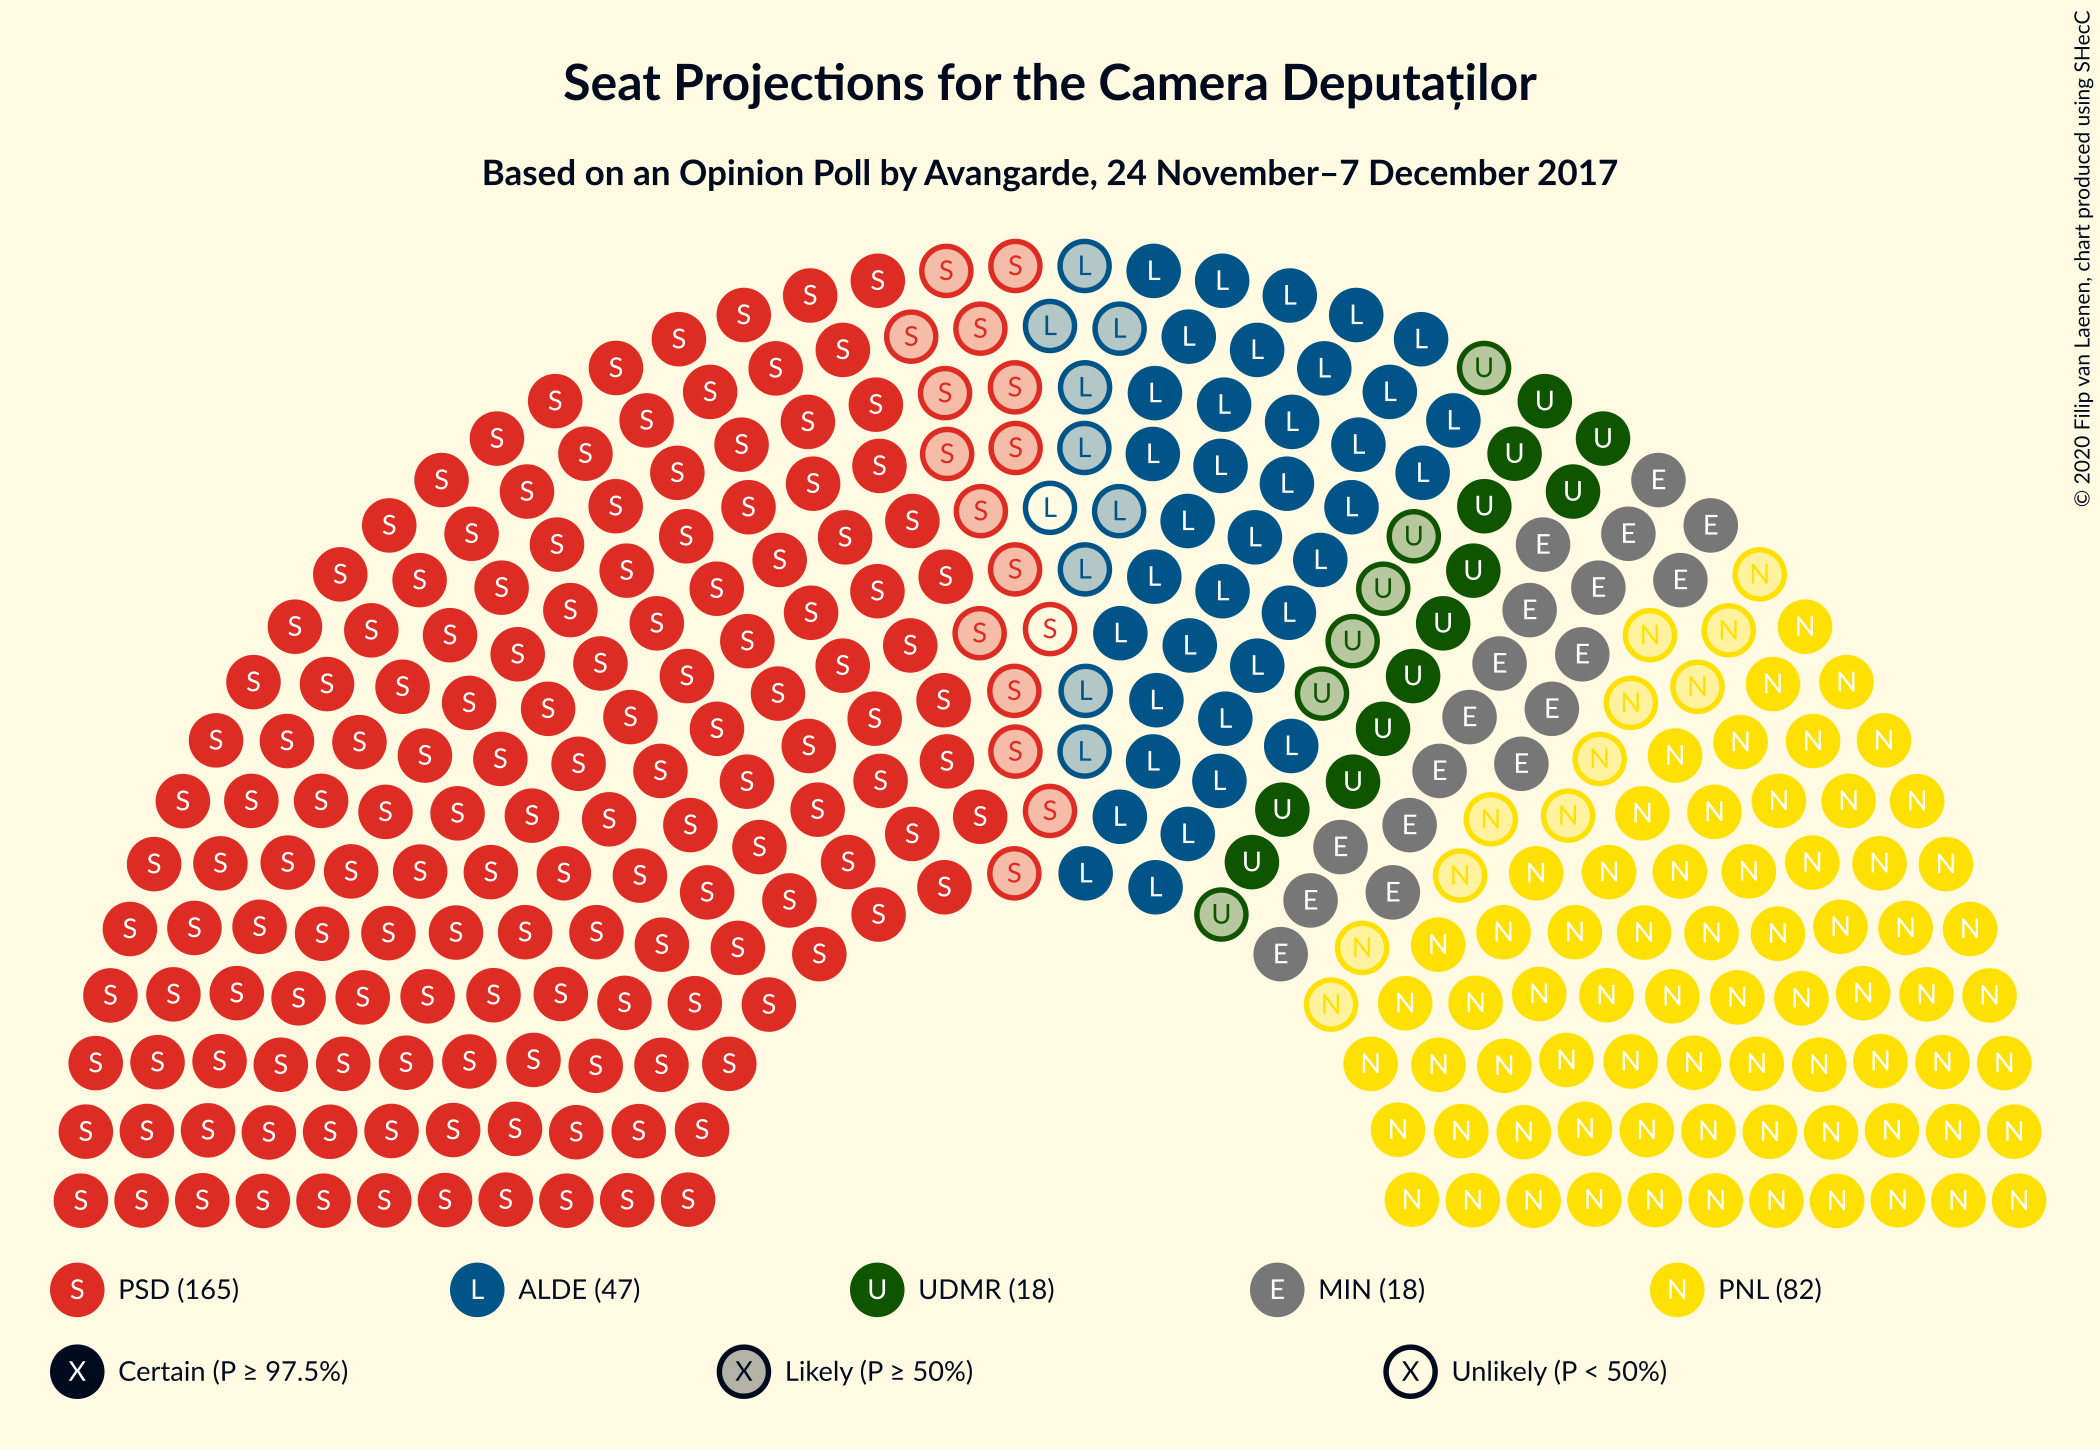 Seat Projections for the Camera Deputaților
Based on an Opinion Poll by Avangarde, 24 November–7 December 2017
© 2020 Filip van Laenen, chart produced using SHecC
S PSD (165) L ALDE (47) U UDMR (18) E MIN (18) N PNL (82)
X Certain (P ≥ 97.5%) X Likely (P ≥ 50%) X Unlikely (P < 50%)